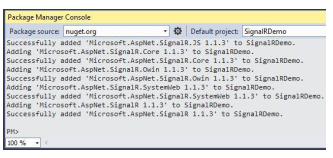 Package Manager Console
Package source: nuget.org Default project: SignalRDemo
Successfully added 'Microsoft.AspNet.SignalR.JS 1.1.3' to SignalRDemo.
Adding 'Microsoft.AspNet.SignalR.Core 1.1.3' to SignalRDemo.
Successfully added 'Microsoft.AspNet.SignalR.Core 1.1.3' to SignalRDemo.
Adding 'Microsoft.AspNet.SignalR.Owin 1.1.3' to SignalRDemo.
Successfully added 'Microsoft.AspNet.SignalR.Owin 1.1.3' to SignalRDemo.
Adding 'Microsoft.AspNet.SignalR.SystemWeb 1.1.3' to SignalRDemo.
Successfully added 'Microsoft.AspNet.SignalR.SystemWeb 1.1.3' to SignalRDemo.
Adding 'Microsoft.AspNet.SignalR 1.1.3' to SignalRDemo.
Successfully added 'Microsoft.AspNet.SignalR 1.1.3' to SignalRDemo.
PM>
100 %